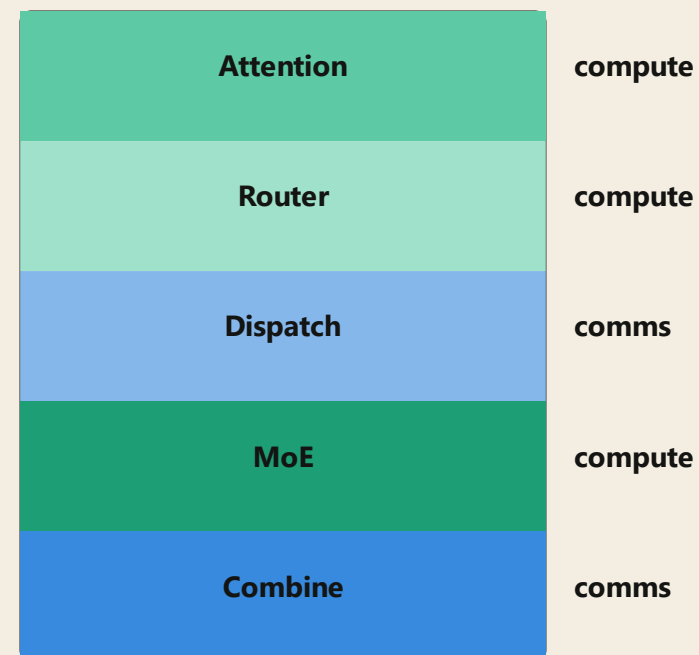 Attention compute
Router compute
Dispatch comms
MoE compute
Combine comms